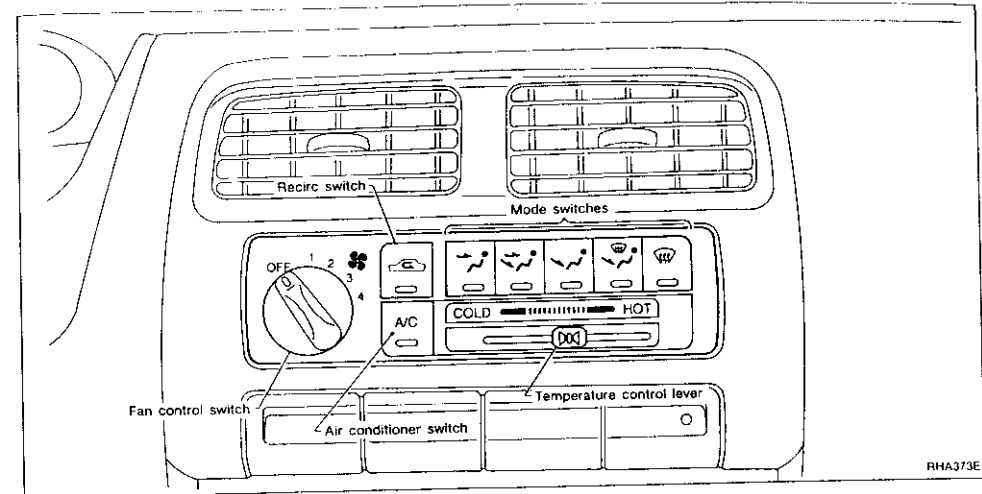 Recirc switch
Mode switches
OFF 1 2 3 4
A/C
COLD HOT
Fan control switch
Air conditioner switch
Temperature control lever
RHA373E